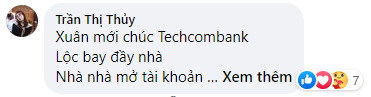 Trần Thị Thủy
Xuân mới chúc Techcombank
Lộc bay đầy nhà
Nhà nhà mở tài khoản ... Xem thêm
7